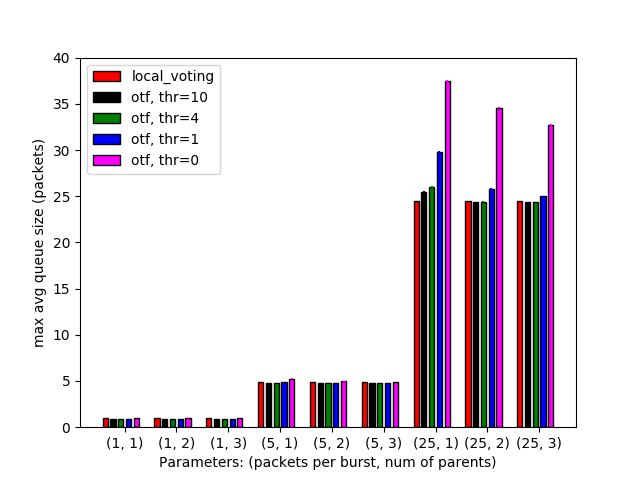 40
35
30
25
20
15
10
5
0
max avg queue size (packets)
local_voting
otf, thr=10
otf, thr=4
otf, thr=1
otf, thr=0
(1, 1) (1, 2) (1, 3) (5, 1) (5, 2) (5, 3) (25, 1) (25, 2) (25, 3)
Parameters: (packets per burst, num of parents)